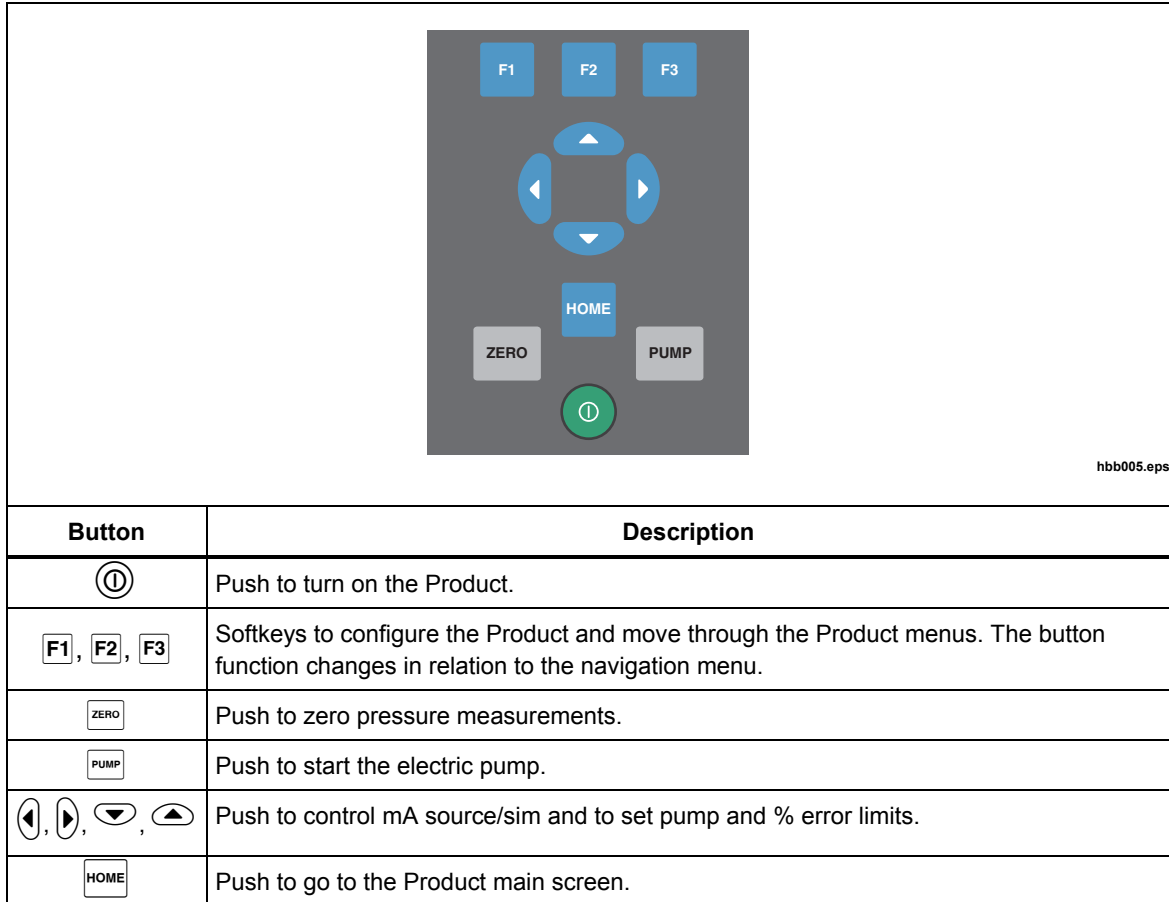 F1 F2 F3
HOME
ZERO PUMP
hbb005.eps
Button Description
Push to turn on the Product.
F1, F2, F3 Softkeys to configure the Product and move through the Product menus. The button
function changes in relation to the navigation menu.
ZERO Push to zero pressure measurements.
PUMP Push to start the electric pump.
, , , Push to control mA source/sim and to set pump and % error limits.
HOME Push to go to the Product main screen.